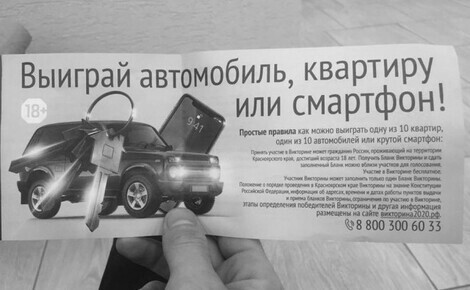 Выиграй автомобиль, квартиру
или смартфон!
18+
9:41
Простые правила как можно выиграть одну из 10 квартир,
один из 10 автомобилей или крутой смартфон:
Принять участие в Викторине может гражданин России, проживающий на территории
Красноярского края, достигший возраста 18 лет. Получить Бланк Викторины и сдать
заполненный Бланк можно вблизи участков для голосования.
Участие в Викторине бесплатное.
Участник Викторины может заполнить только один Бланк Викторины.
Положение о порядке проведения в Красноярском крае Викторины на знание Конституции
Российской Федерации, информация об адресах, времени и датах работы пунктов выдачи
и приема бланков Викторины, ограничения по участию в Викторине,
этапы определения победителей Викторины и другая информация
размещены на сайте викторина2020.рф.
8 800 300 60 33